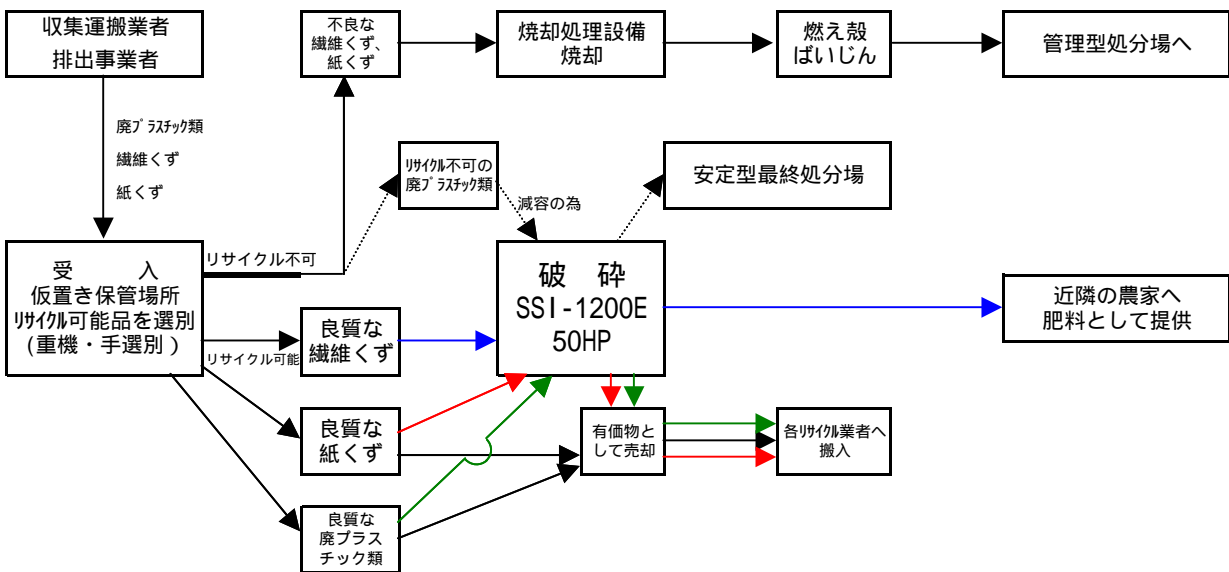 収集運搬業者
排出事業者
不良な
繊維くず、
紙くず
焼却処理設備
焼却
燃え殻
ばいじん
管理型処分場へ
廃プラスチック類
繊維くず
紙くず
リサイクル不可の
廃プラスチック類
減容の為
安定型最終処分場
受　入
仮置き保管場所
リサイクル可能品を選別
(重機・手選別)
リサイクル不可
リサイクル可能
良質な
繊維くず
破　砕
SSI-1200E
50HP
近隣の農家へ
肥料として提供
良質な
紙くず
有価物と
して売却
各リサイクル業者へ
搬入
良質な
廃プラス
チック類